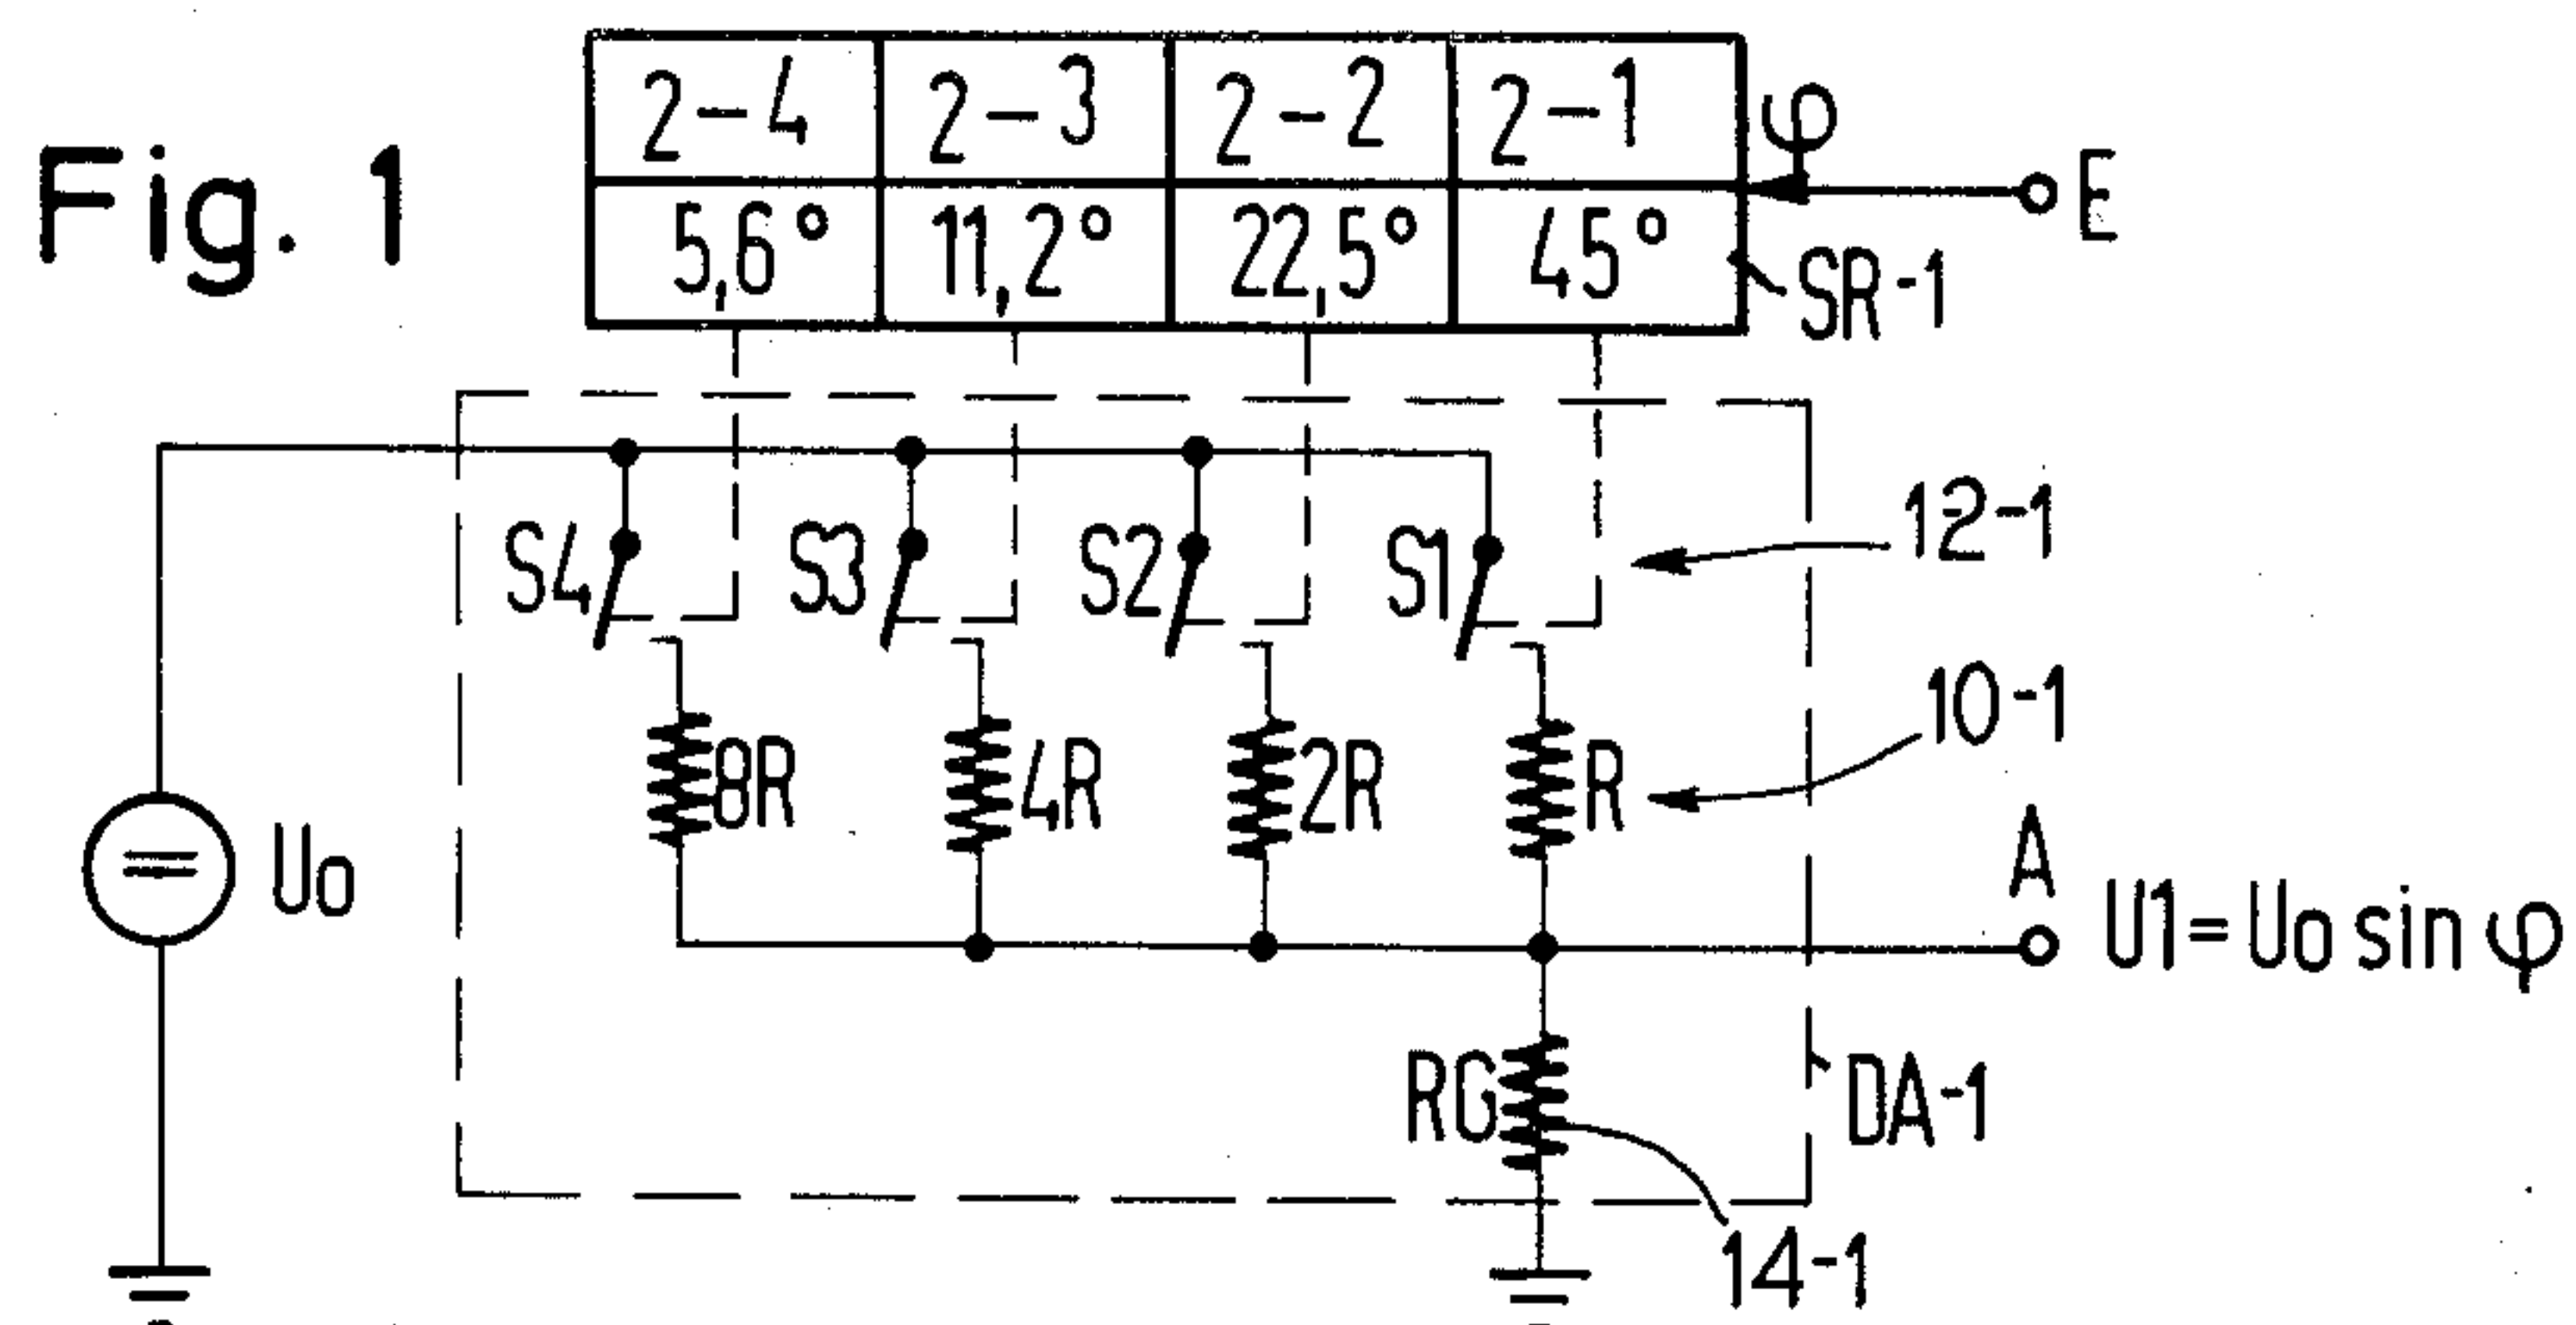 Fig. 1
2-4 2-3 2-2 2-1 φ
5,6° 11,2° 22,5° 45°
E
SR-1
S4 S3 S2 S1
12-1
10-1
8R 4R 2R R
Uo
A
U1= Uo sin φ
RG
DA-1
14-1